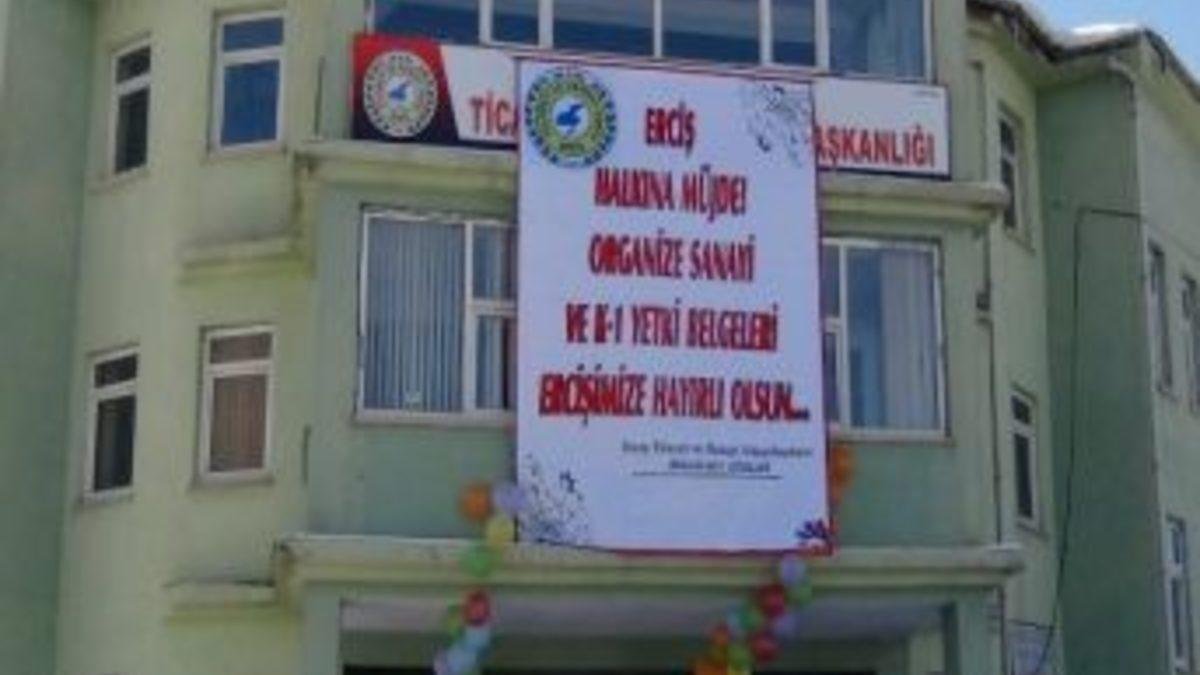 TİCA
AŞKANLIĞI
ERCİŞ
HALKINA MÜJDE!
ORGANİZE SANAYİ
VE K-1 YETKİ BELGELERİ
ERCİŞİMİZE HAYIRLI OLSUN...